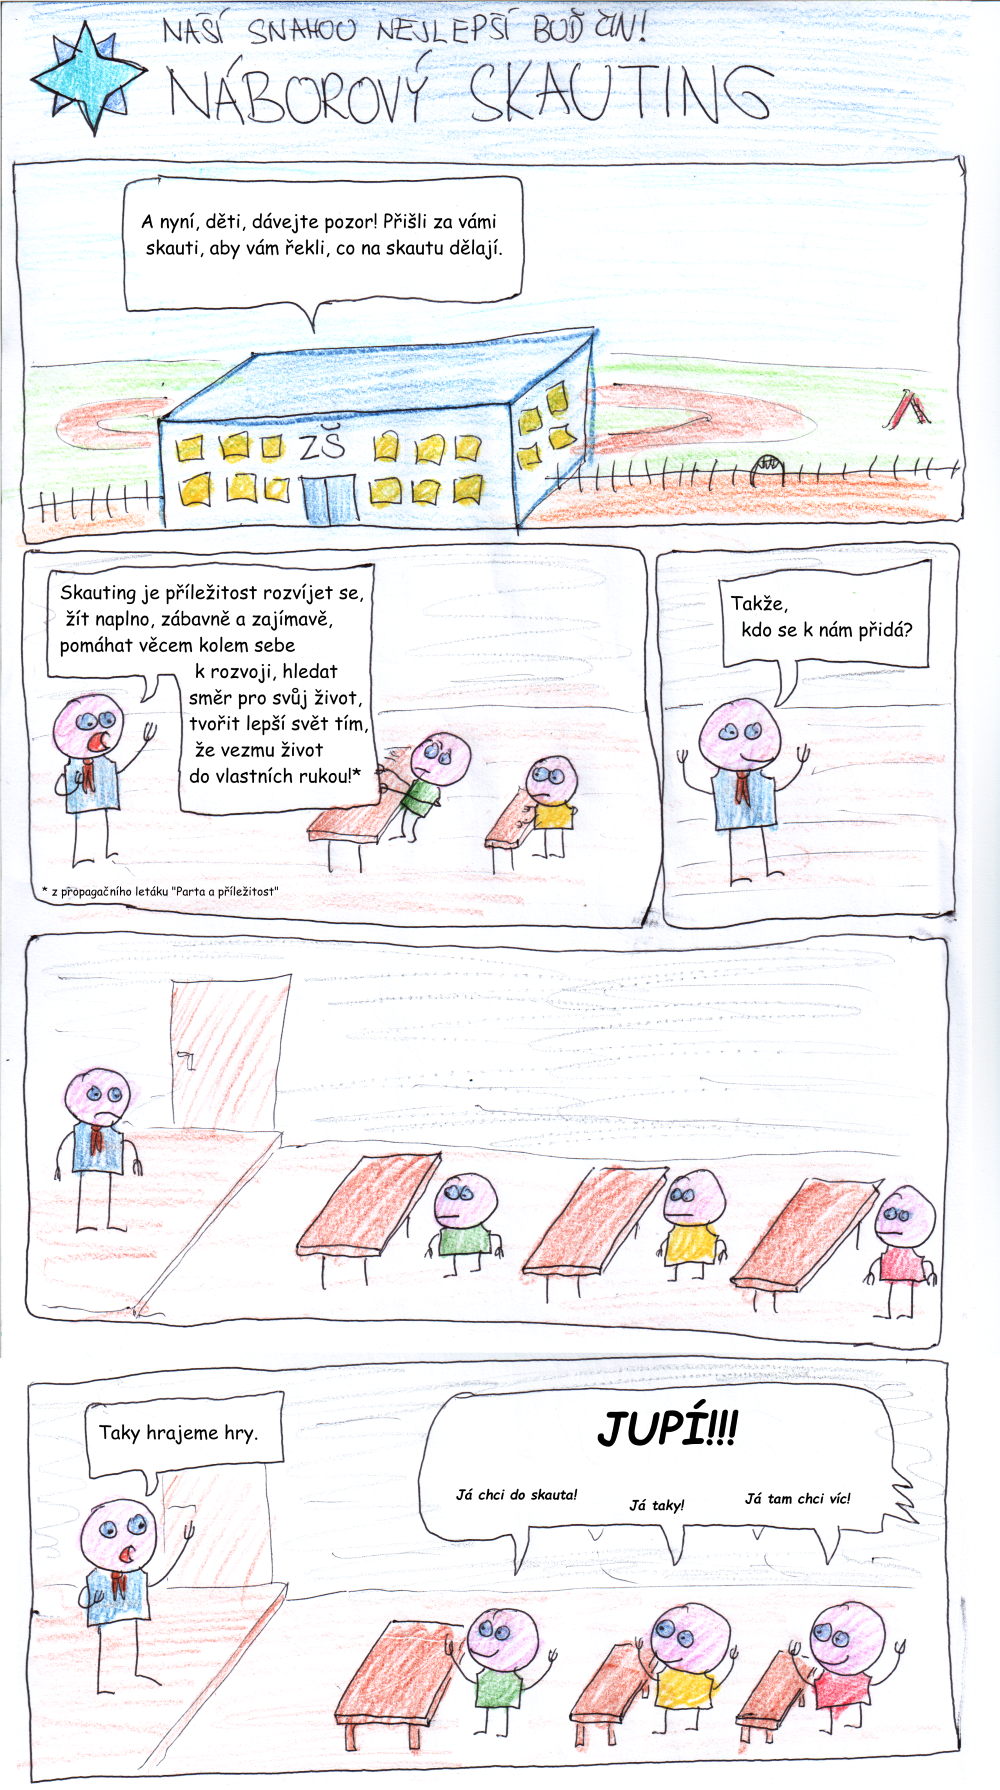 NAŠÍ SNAHOU NEJLEPŠÍ BUĎ ČIN!
NÁBOROVÝ SKAUTING
A nyní, děti, dávejte pozor! Přišli za vámi
skauti, aby vám řekli, co na skautu dělají.
ZŠ
Skauting je příležitost rozvíjet se,
žít naplno, zábavně a zajímavě,
pomáhat věcem kolem sebe
k rozvoji, hledat
směr pro svůj život,
tvořit lepší svět tím,
že vezmu život
do vlastních rukou!*
* z propagačního letáku "Parta a příležitost"
Takže,
kdo se k nám přidá?
Taky hrajeme hry.
JUPÍ!!!
Já chci do skauta!
Já taky!
Já tam chci víc!